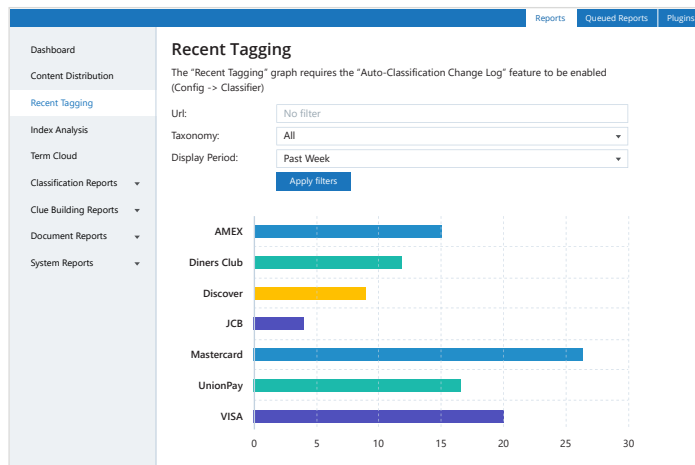 Reports
Queued Reports
Plugins
Dashboard
Content Distribution
Recent Tagging
Index Analysis
Term Cloud
Classification Reports
Clue Building Reports
Document Reports
System Reports
Recent Tagging
The “Recent Tagging” graph requires the “Auto-Classification Change Log” feature to be enabled
(Config -> Classifier)
Url: No filter
Taxonomy: All
Display Period: Past Week
Apply filters
AMEX
Diners Club
Discover
JCB
Mastercard
UnionPay
VISA
0 5 10 15 20 25 30